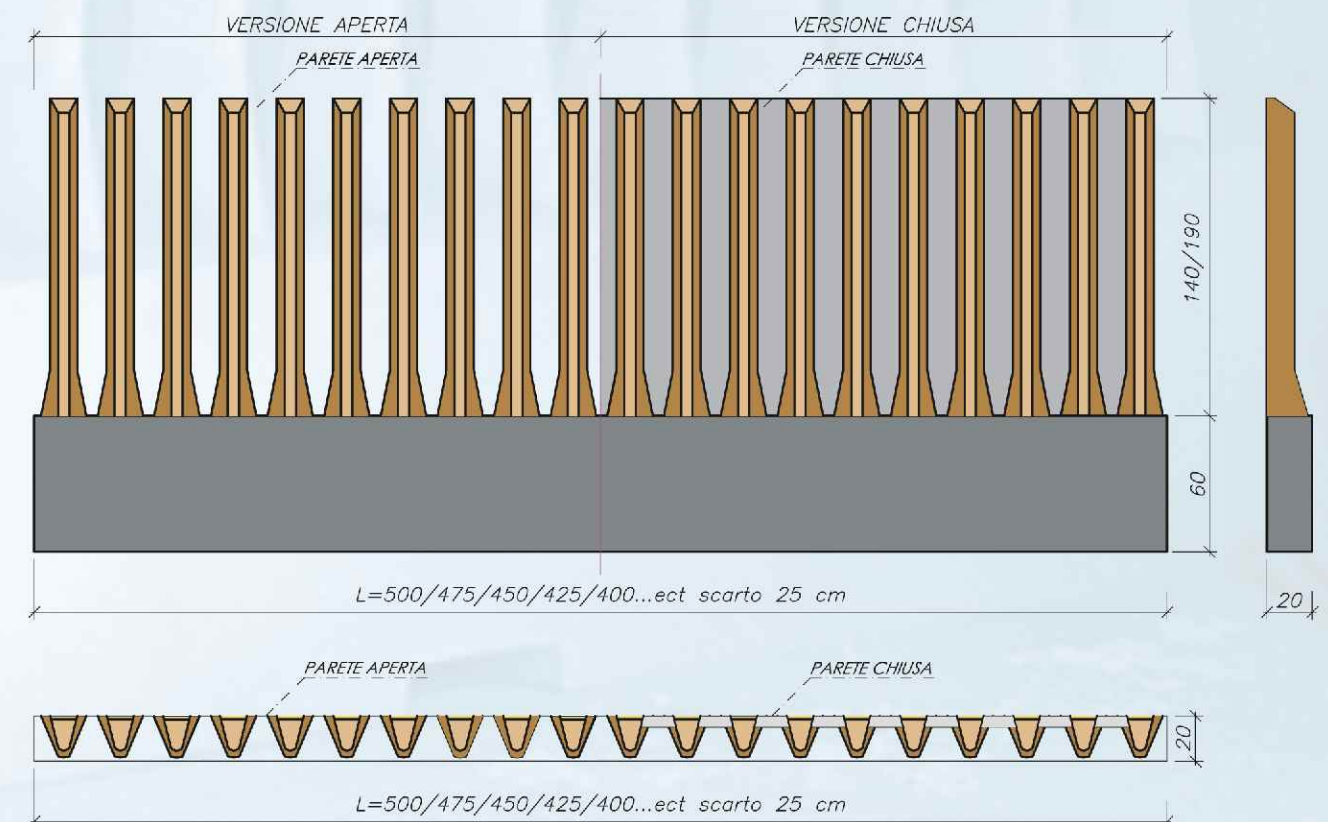 VERSIONE APERTA
VERSIONE CHIUSA
PARETE APERTA
PARETE CHIUSA
140/190
60
L=500/475/450/425/400...ect scarto 25 cm
20
PARETE APERTA
PARETE CHIUSA
20
L=500/475/450/425/400...ect scarto 25 cm